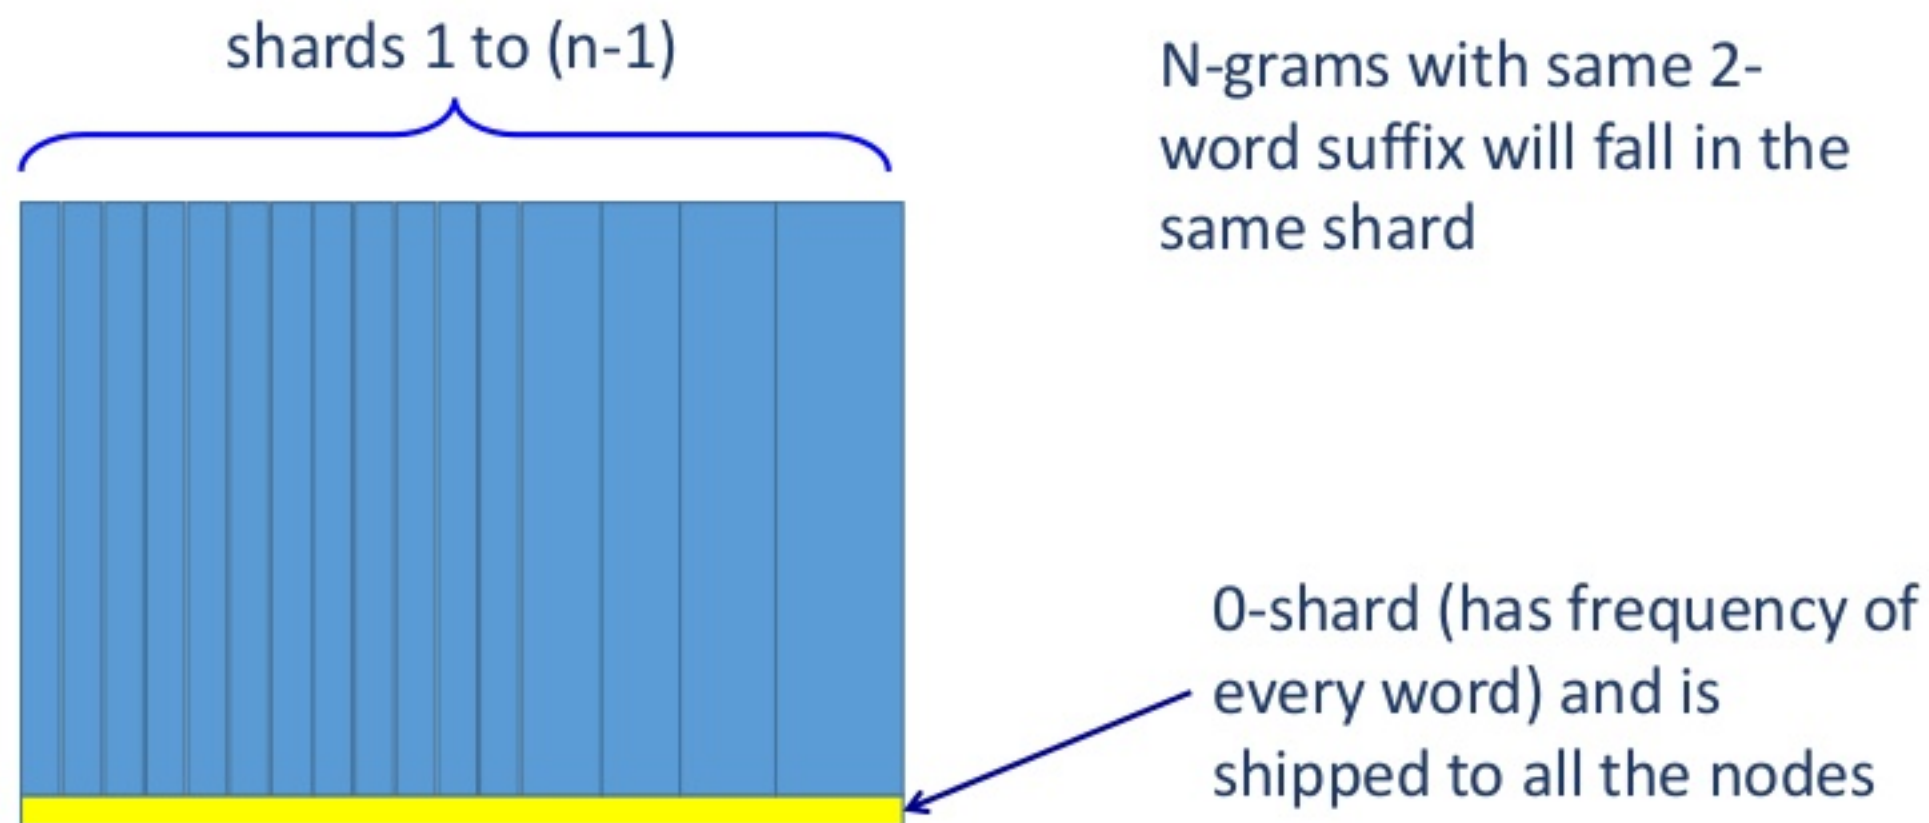 shards 1 to (n-1)
N-grams with same 2-
word suffix will fall in the
same shard
0-shard (has frequency of
every word) and is
shipped to all the nodes